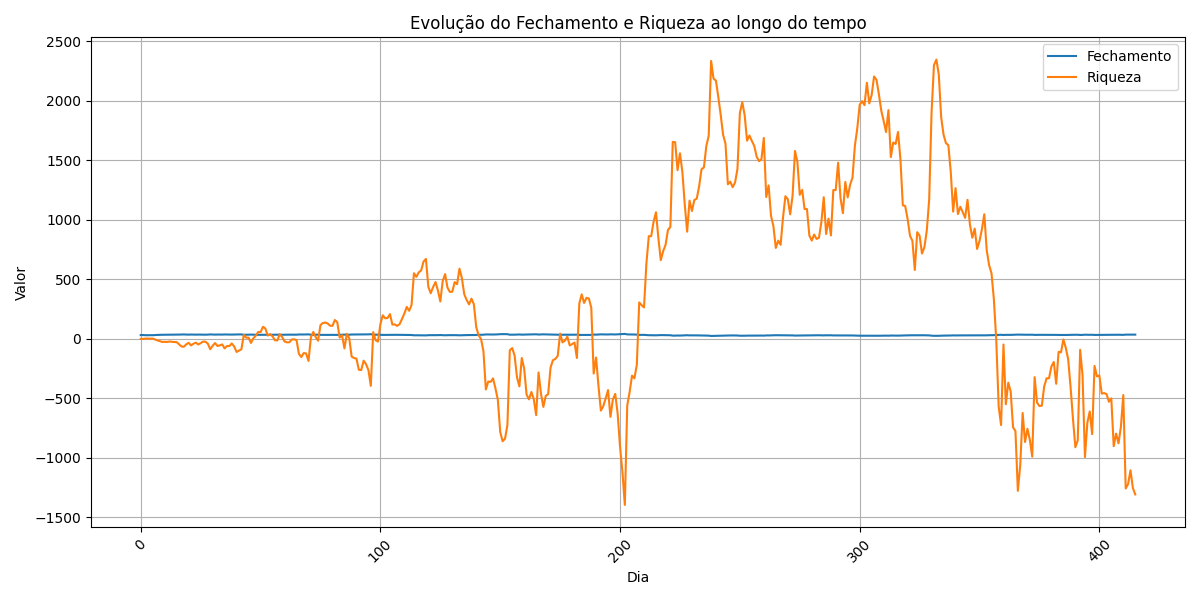 Evolução do Fechamento e Riqueza ao longo do tempo
Fechamento
Riqueza
2500
2000
1500
1000
500
0
−500
−1000
−1500
Valor
0
100
200
300
400
Dia